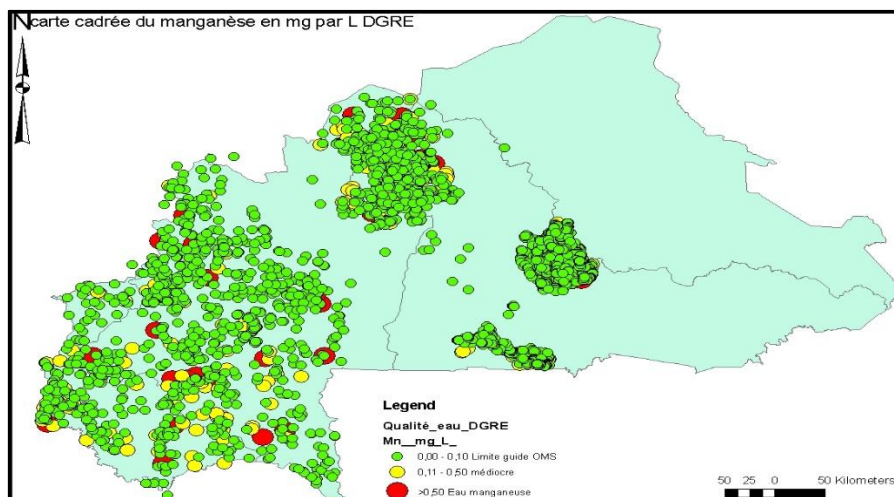 N
carte cadrée du manganèse en mg par L DGRE
Legend
Qualité_eau_DGRE
Mn__mg_L_
0,00 - 0,10 Limite guide OMS
0,11 - 0,50 médiocre
>0,50 Eau manganeuse
50 25 0 50 Kilometers